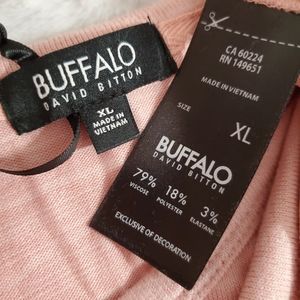 BUFFALO
DAVID BITTON
XL
MADE IN
VIETNAM
CA 60224
RN 149651
MADE IN VIETNAM
SIZE
XL
BUFFALO
DAVID BITTON
79% 18% 3%
VISCOSE POLYESTER ELASTANE
EXCLUSIVE OF DECORATION